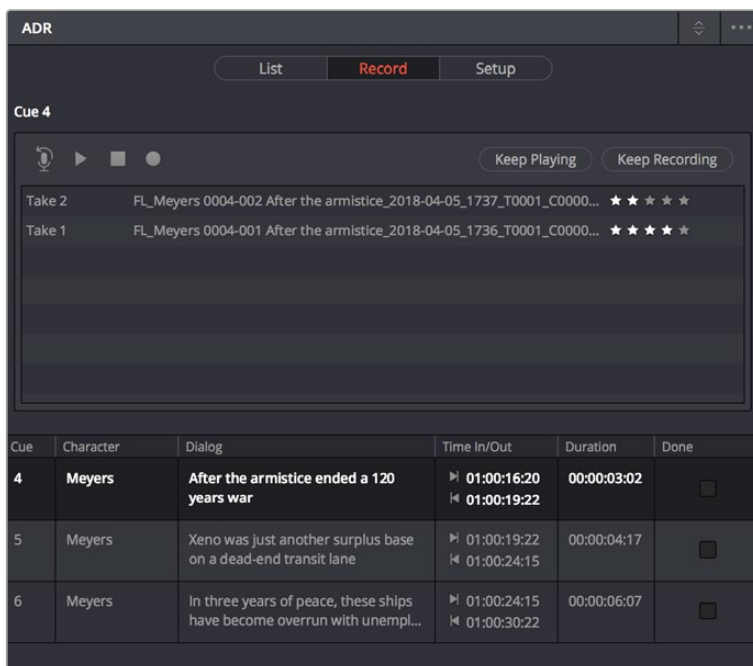 ADR
List Record Setup
Cue 4
Keep Playing Keep Recording
Take 2 FL_Meyers 0004-002 After the armistice_2018-04-05_1737_T0001_C0000...
Take 1 FL_Meyers 0004-001 After the armistice_2018-04-05_1736_T0001_C0000...
Cue Character Dialog Time In/Out Duration Done
4 Meyers After the armistice ended a 120 01:00:16:20 00:00:03:02
years war 01:00:19:22
5 Meyers Xeno was just another surplus base 01:00:19:22 00:00:04:17
on a dead-end transit lane 01:00:24:15
6 Meyers In three years of peace, these ships 01:00:24:15 00:00:06:07
have become overrun with unempl... 01:00:30:22